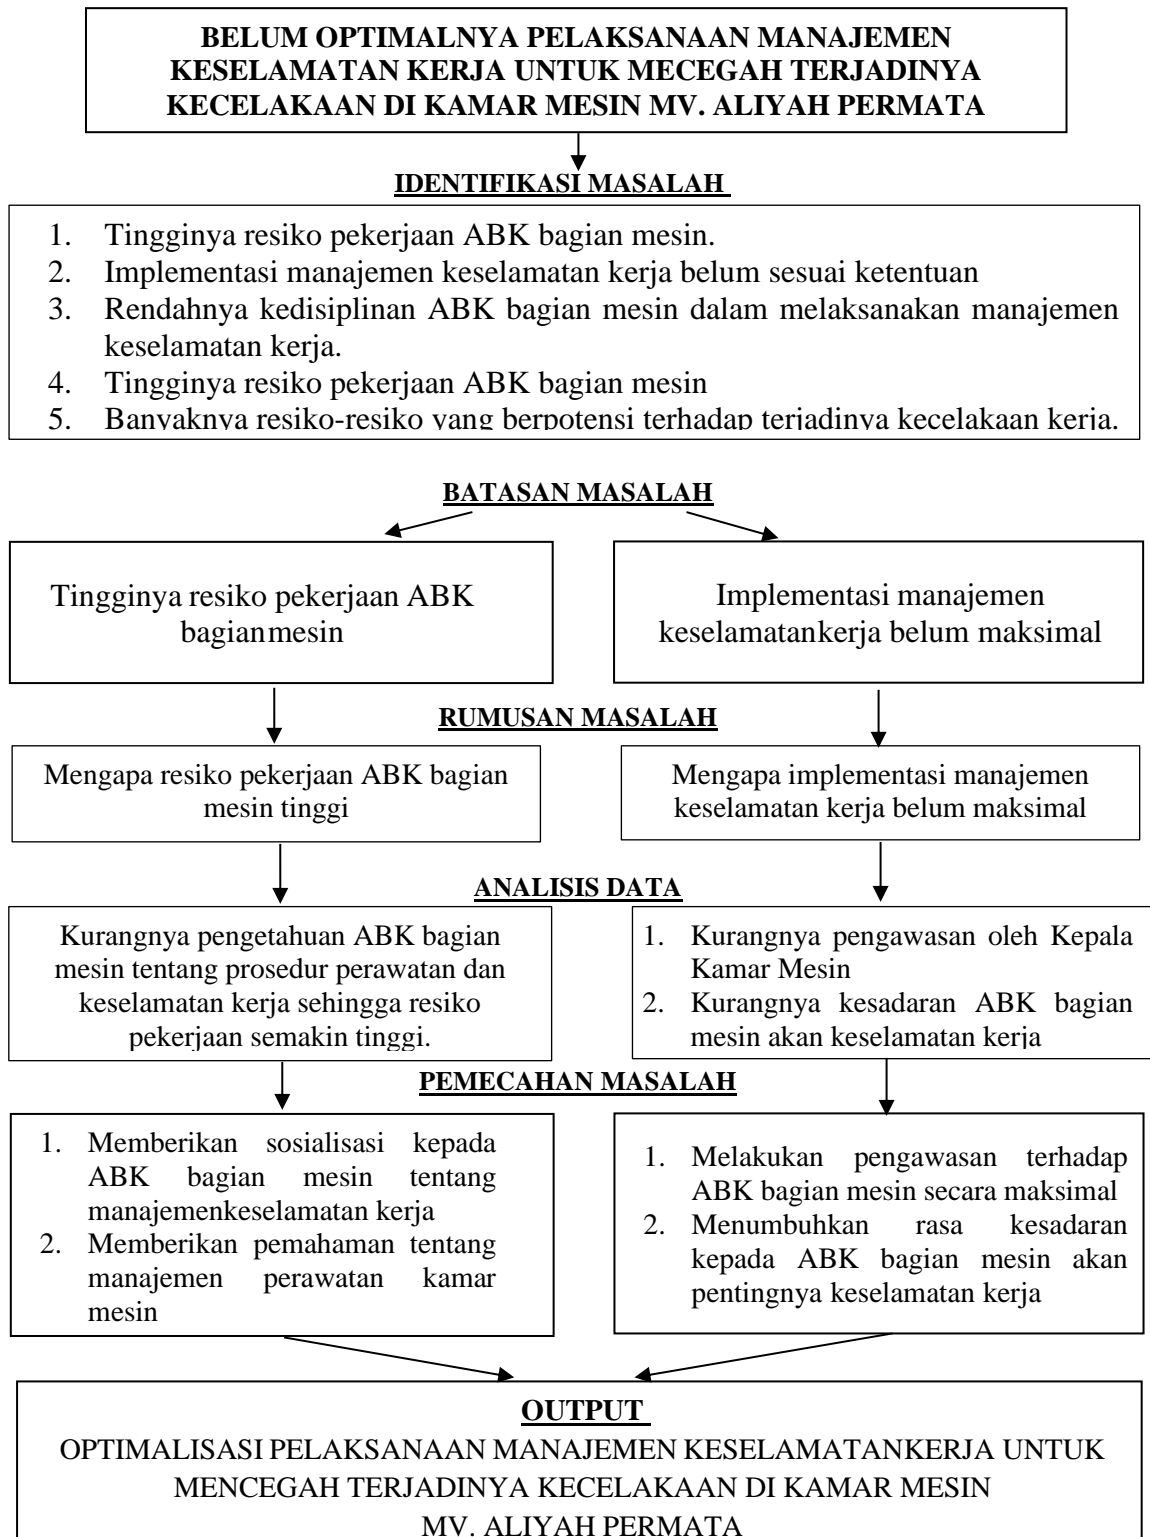 BELUM OPTIMALNYA PELAKSANAAN MANAJEMEN
KESELAMATAN KERJA UNTUK MECEGAH TERJADINYA
KECELAKAAN DI KAMAR MESIN MV. ALIYAH PERMATA
IDENTIFIKASI MASALAH
1. Tingginya resiko pekerjaan ABK bagian mesin.
2. Implementasi manajemen keselamatan kerja belum sesuai ketentuan
3. Rendahnya kedisiplinan ABK bagian mesin dalam melaksanakan manajemen
keselamatan kerja.
4. Tingginya resiko pekerjaan ABK bagian mesin
5. Banyaknya resiko-resiko yang berpotensi terhadap terjadinya kecelakaan kerja.
BATASAN MASALAH
Tingginya resiko pekerjaan ABK
bagianmesin
Implementasi manajemen
keselamatankerja belum maksimal
RUMUSAN MASALAH
Mengapa resiko pekerjaan ABK bagian
mesin tinggi
Mengapa implementasi manajemen
keselamatan kerja belum maksimal
ANALISIS DATA
Kurangnya pengetahuan ABK bagian
mesin tentang prosedur perawatan dan
keselamatan kerja sehingga resiko
pekerjaan semakin tinggi.
1. Kurangnya pengawasan oleh Kepala
Kamar Mesin
2. Kurangnya kesadaran ABK bagian
mesin akan keselamatan kerja
PEMECAHAN MASALAH
1. Memberikan sosialisasi kepada
ABK bagian mesin tentang
manajemenkeselamatan kerja
2. Memberikan pemahaman tentang
manajemen perawatan kamar
mesin
1. Melakukan pengawasan terhadap
ABK bagian mesin secara maksimal
2. Menumbuhkan rasa kesadaran
kepada ABK bagian mesin akan
pentingnya keselamatan kerja
OUTPUT
OPTIMALISASI PELAKSANAAN MANAJEMEN KESELAMATANKERJA UNTUK
MENCEGAH TERJADINYA KECELAKAAN DI KAMAR MESIN
MV. ALIYAH PERMATA